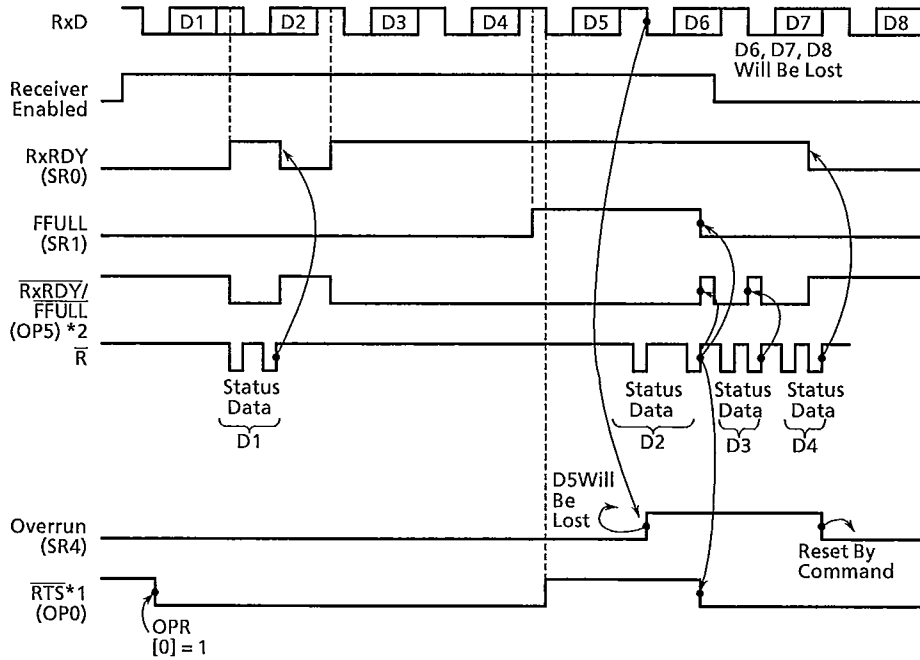 RxD D1 D2 D3 D4 D5 D6 D7 D8
D6, D7, D8
Will Be Lost
Receiver
Enabled
RxRDY
(SR0)
FFULL
(SR1)
RxRDY/
FFULL
(OP5) *2
R
Status
Data
D1
Status
Data
D2
Status
Data
D3
Status
Data
D4
D5Will
Be
Lost
Overrun
(SR4)
Reset By
Command
RTS*1
(OP0)
OPR
[0] = 1